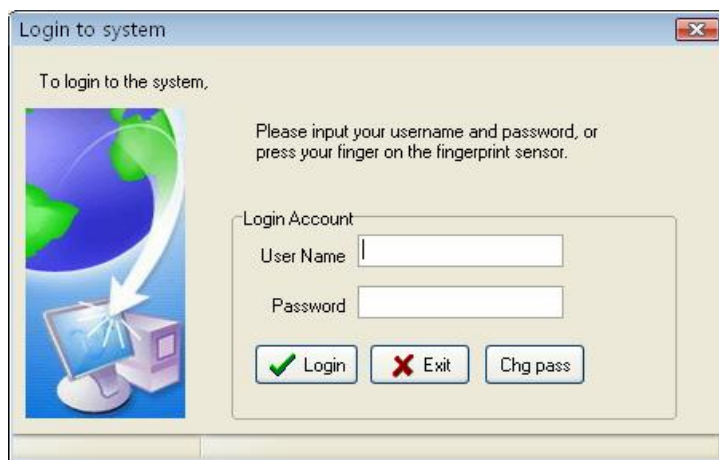 Login to system
To login to the system,
Please input your username and password, or
press your finger on the fingerprint sensor.
Login Account
User Name
Password
Login
Exit
Chg pass